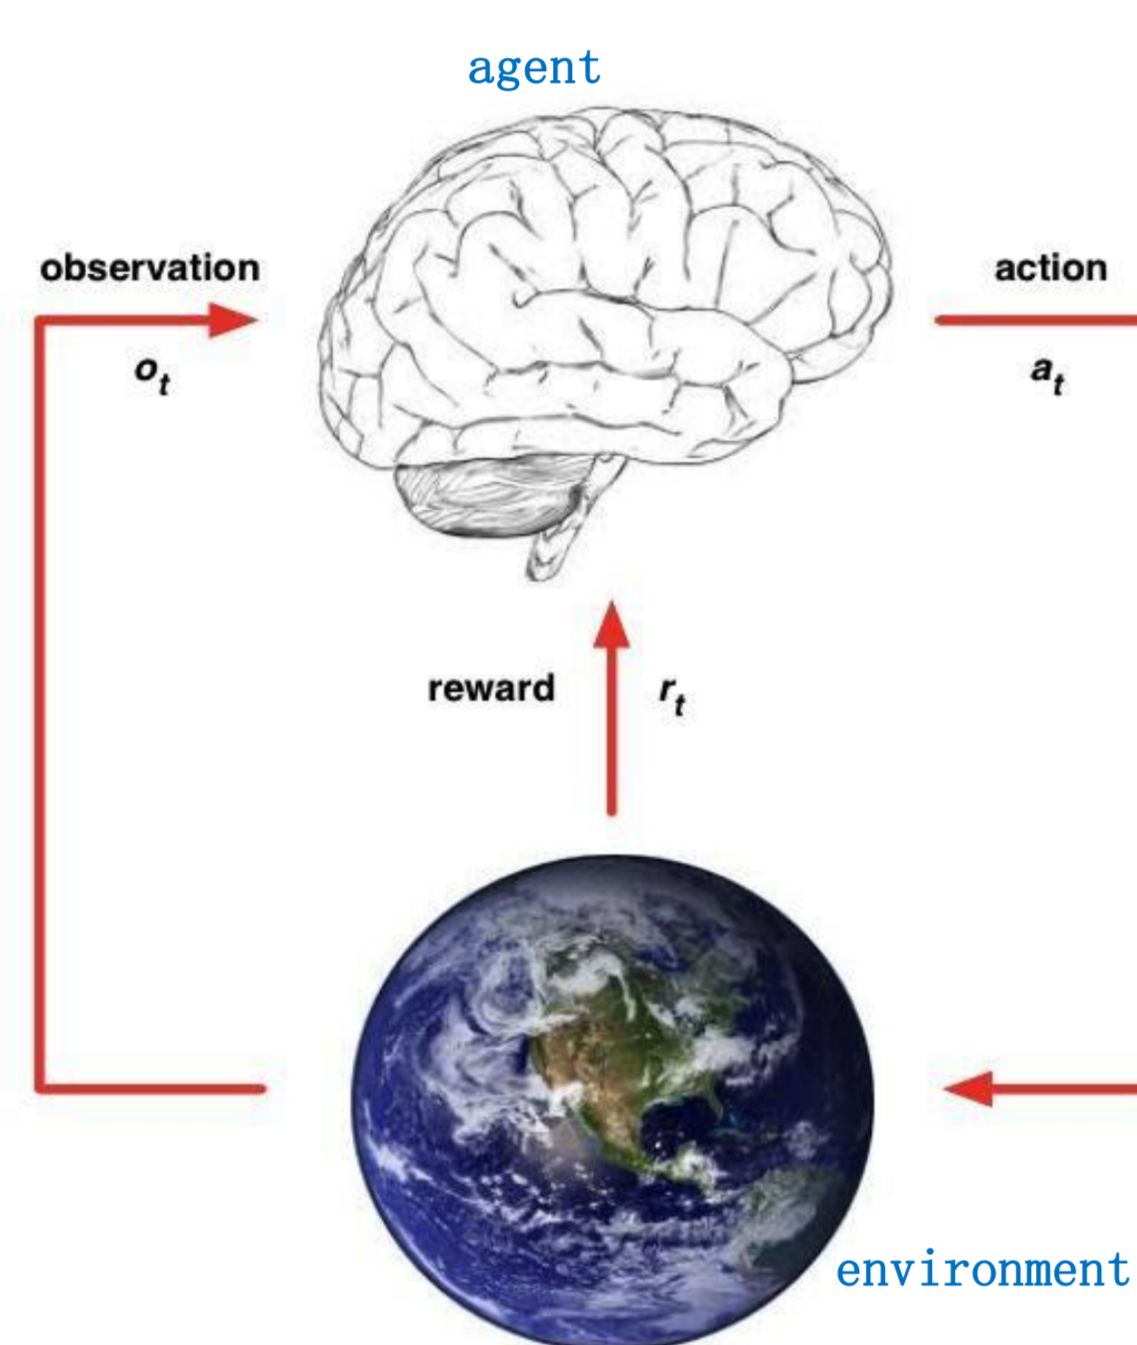 agent
observation
action
o_t
a_t
reward
r_t
environment